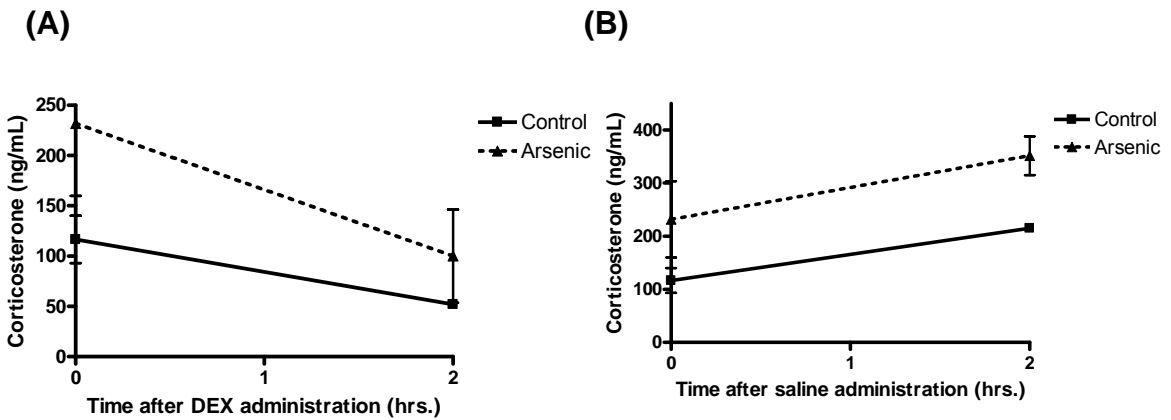 (A)
Corticosterone (ng/mL)
250
200
150
100
50
0
0 1 2
Time after DEX administration (hrs.)
Control
Arsenic
(B)
Corticosterone (ng/mL)
400
300
200
100
0
0 1 2
Time after saline administration (hrs.)
Control
Arsenic